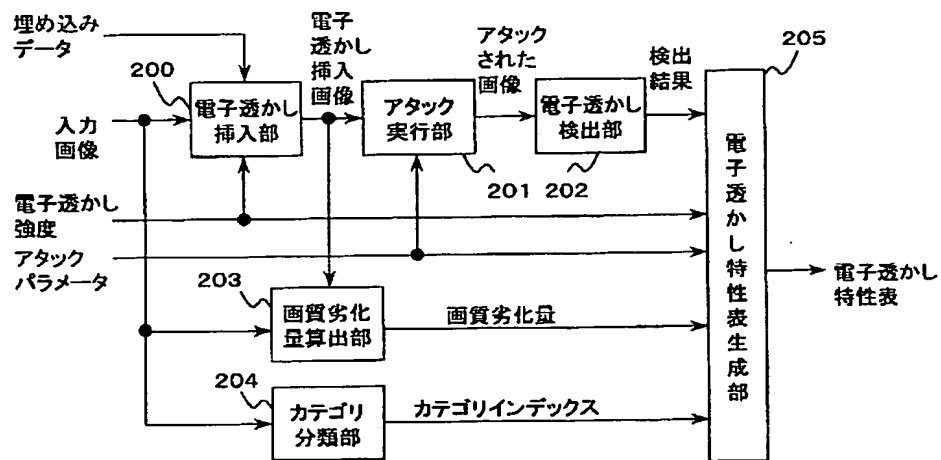 埋め込み
データ
200
電子透かし
挿入部
入力
画像
電子
透かし
挿入
画像
アタック
実行部
201
アタック
された
画像
電子透かし
検出部
202
検出
結果
205
電子透かし特性表生成部
電子透かし
強度
アタック
パラメータ
203
画質劣化
量算出部
画質劣化量
電子透かし
特性表
204
カテゴリ
分類部
カテゴリインデックス